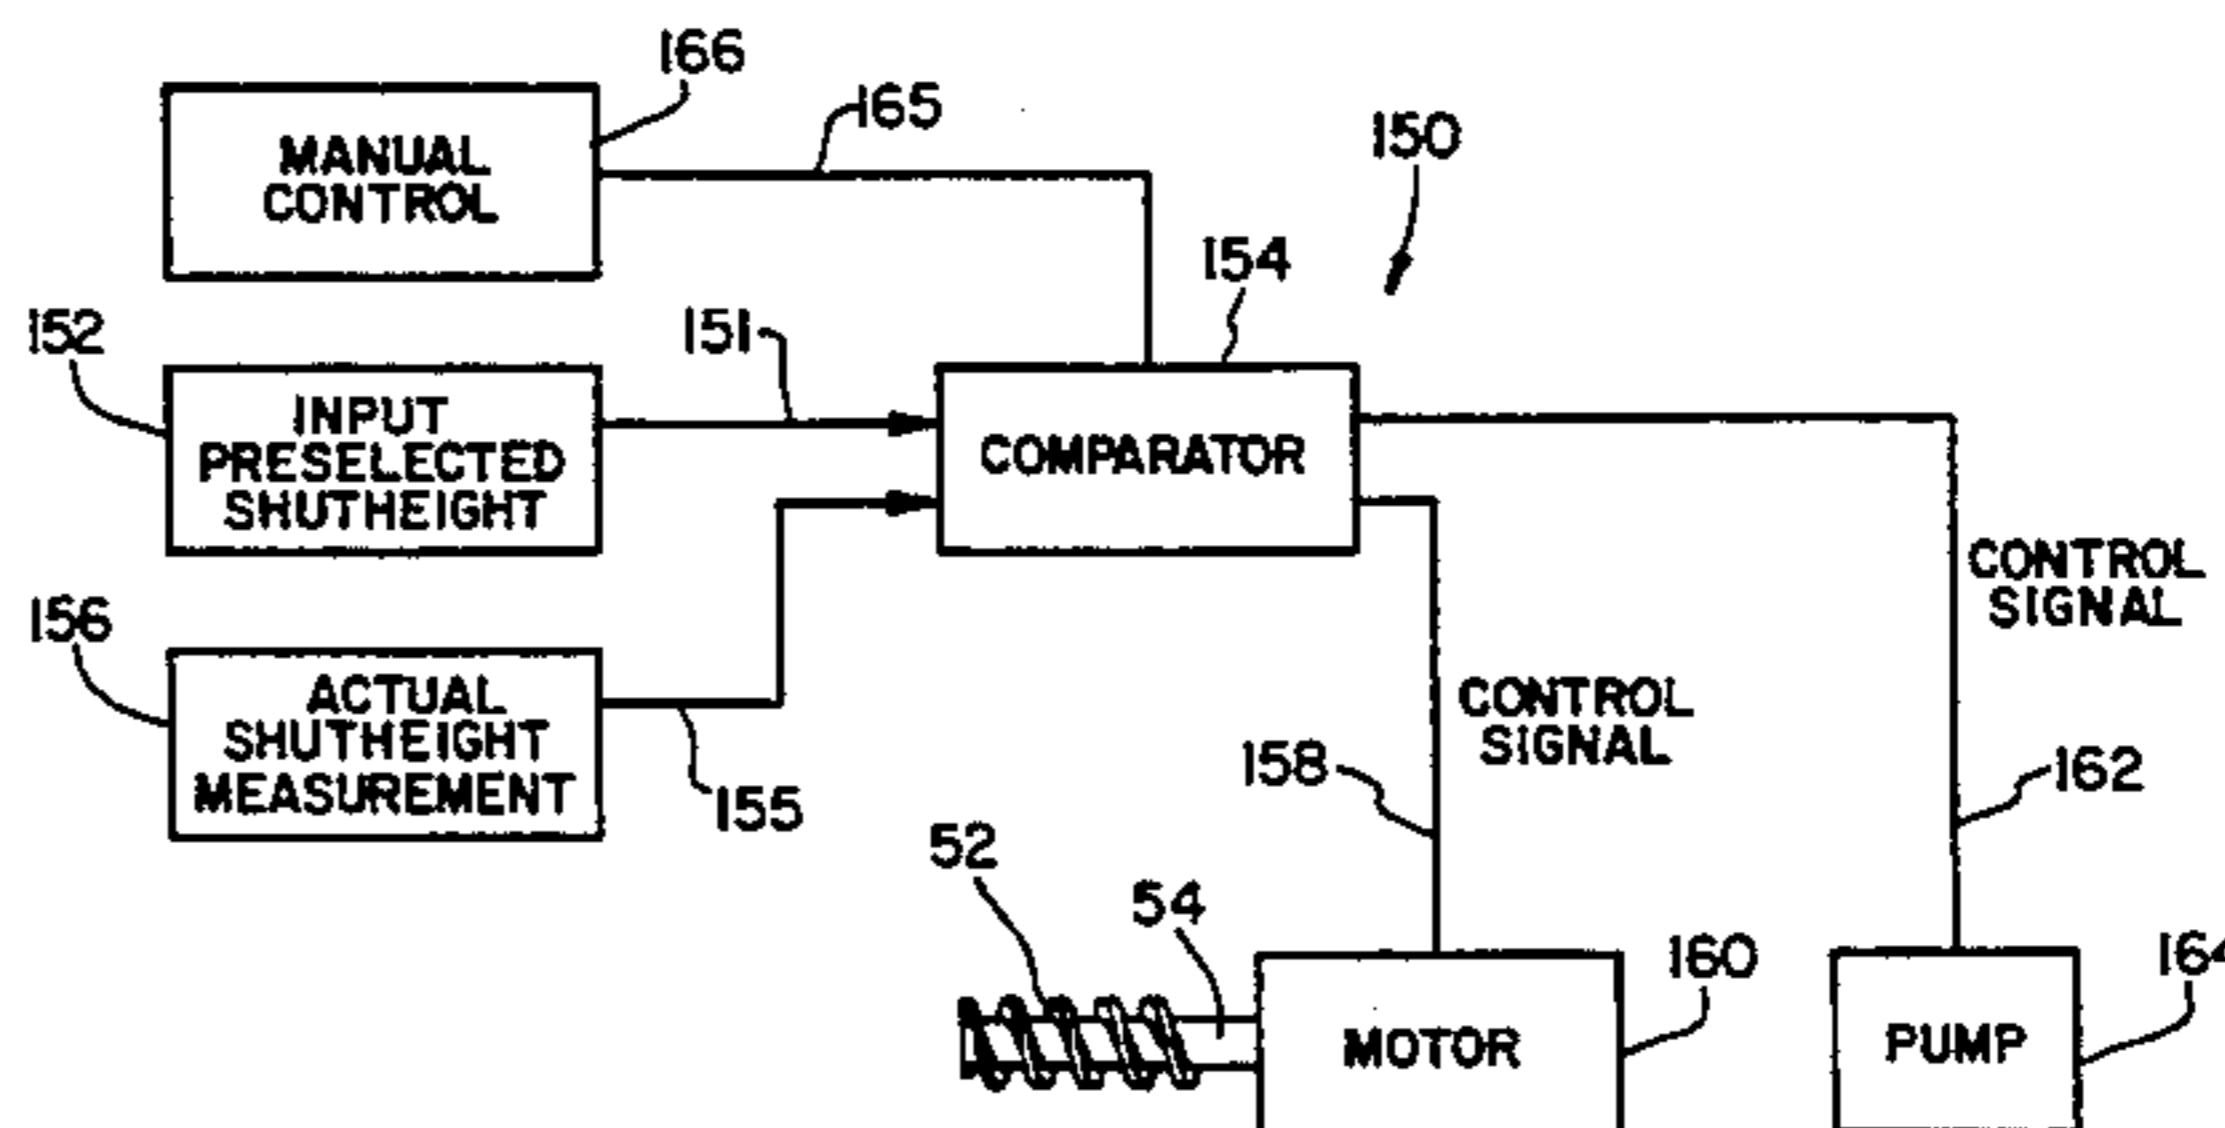 166
165
150
MANUAL
CONTROL
154
152
151
INPUT
PRESELECTED
SHUTHEIGHT
COMPARATOR
CONTROL
SIGNAL
156
ACTUAL
SHUTHEIGHT
MEASUREMENT
155
CONTROL
SIGNAL
158
162
52
54
160
164
MOTOR
PUMP